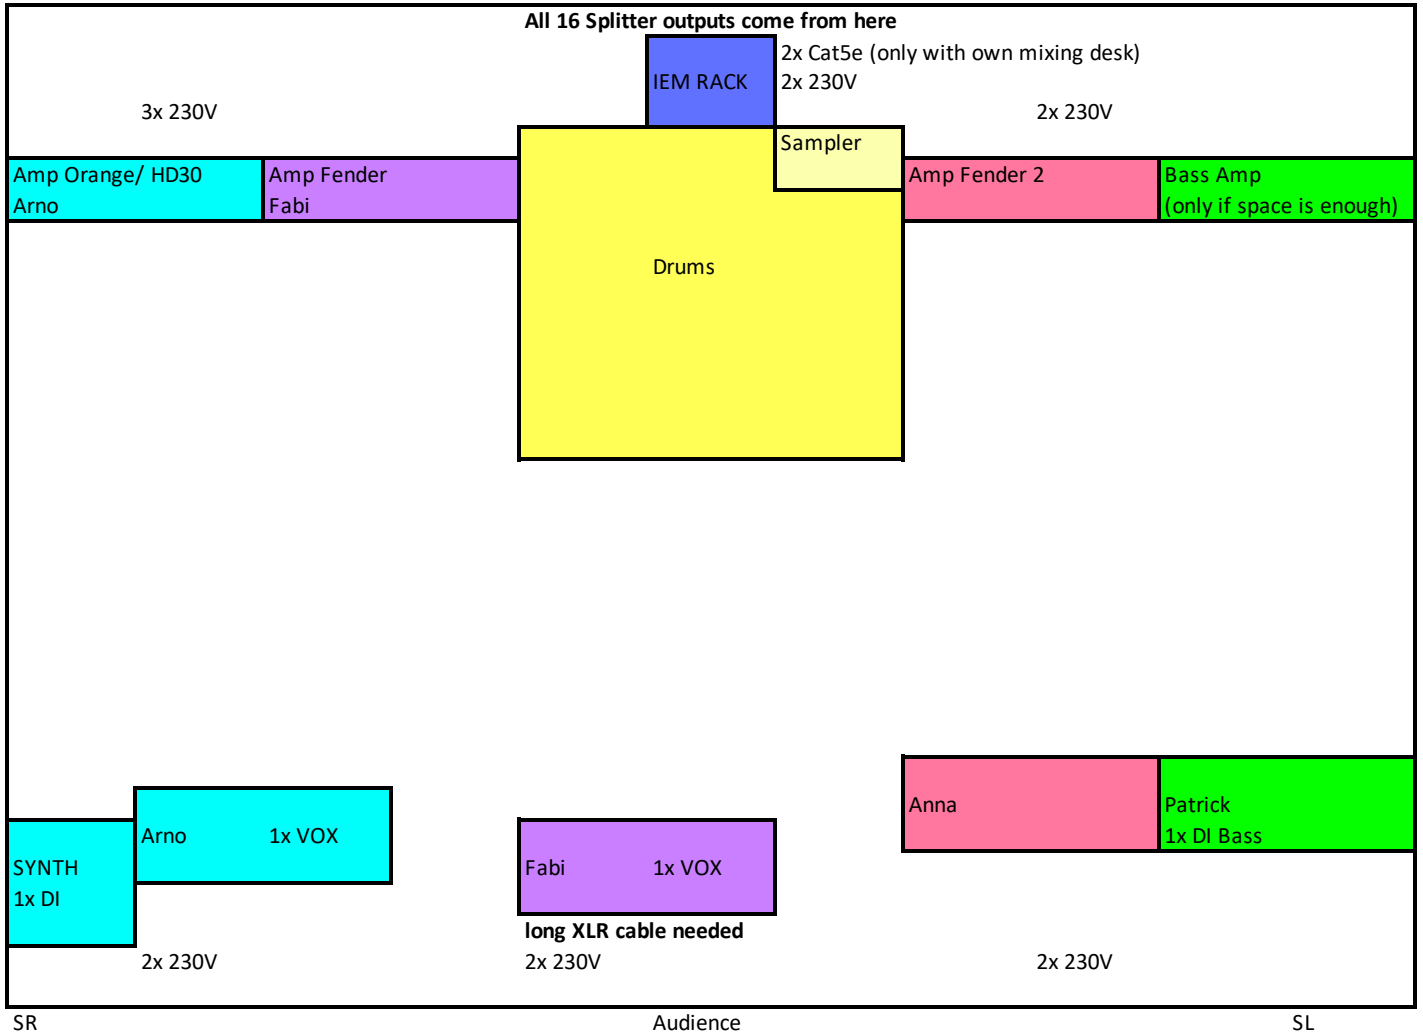 All 16 Splitter outputs come from here
2x Cat5e (only with own mixing desk)
IEM RACK
2x 230V
3x 230V
2x 230V
Sampler
Amp Orange/ HD30
Arno
Amp Fender
Fabi
Amp Fender 2
Bass Amp
(only if space is enough)
Drums
Anna
Patrick
1x DI Bass
Arno 1x VOX
SYNTH
1x DI
Fabi 1x VOX
long XLR cable needed
2x 230V
2x 230V
2x 230V
SR
Audience
SL